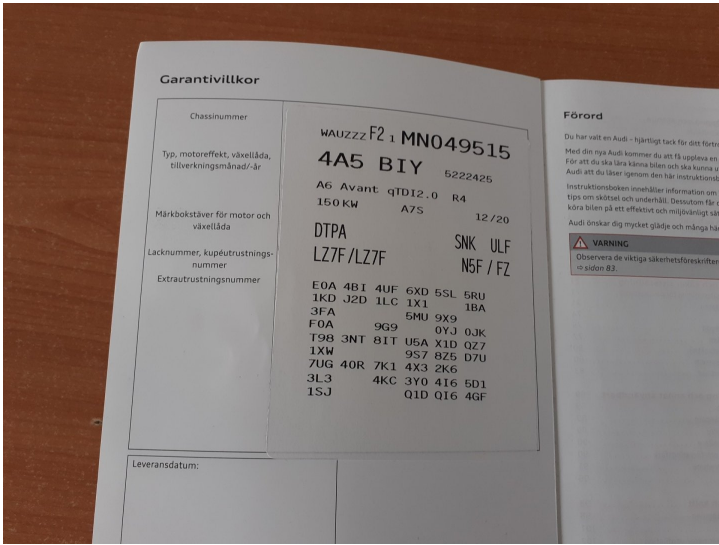 Garantivillkor
Chassinummer
Typ, motoreffekt, växellåda,
tillverkningsmånad/-år
Märkbokstäver för motor och
växellåda
Lacknummer, kupéutrustnings-
nummer
Extrautrustningsnummer
WAUZZZ F2 1 MN049515
4A5 BIY 5222425
A6 Avant qTDI2.0 R4
150 KW A7S 12/20
DTPA SNK ULF
LZ7F/LZ7F N5F / FZ
E0A 4BI 4UF 6XD 5SL 5RU
1KD J2D 1LC 1X1 1BA
3FA 5MU 9X9
F0A 9G9 0YJ 0JK
T98 3NT 8IT U5A X1D QZ7
1XW 9S7 8Z5 D7U
7UG 40R 7K1 4X3 2K6
3L3 4KC 3Y0 4I6 5D1
1SJ Q1D QI6 4GF
Leveransdatum:
Förord
Du har valt en Audi – hjärtligt tack för ditt
Med din nya Audi kommer du att få uppleva en
För att du ska lära känna bilen och ska kunna
Audi att du läser igenom den här
Instruktionsboken innehåller information om
tips om skötsel och underhåll. Dessutom får
köra bilen på ett effektivt och miljövänligt
Audi önskar dig mycket glädje och många
VARNING
Observera de viktiga
⇒ sidan 83.